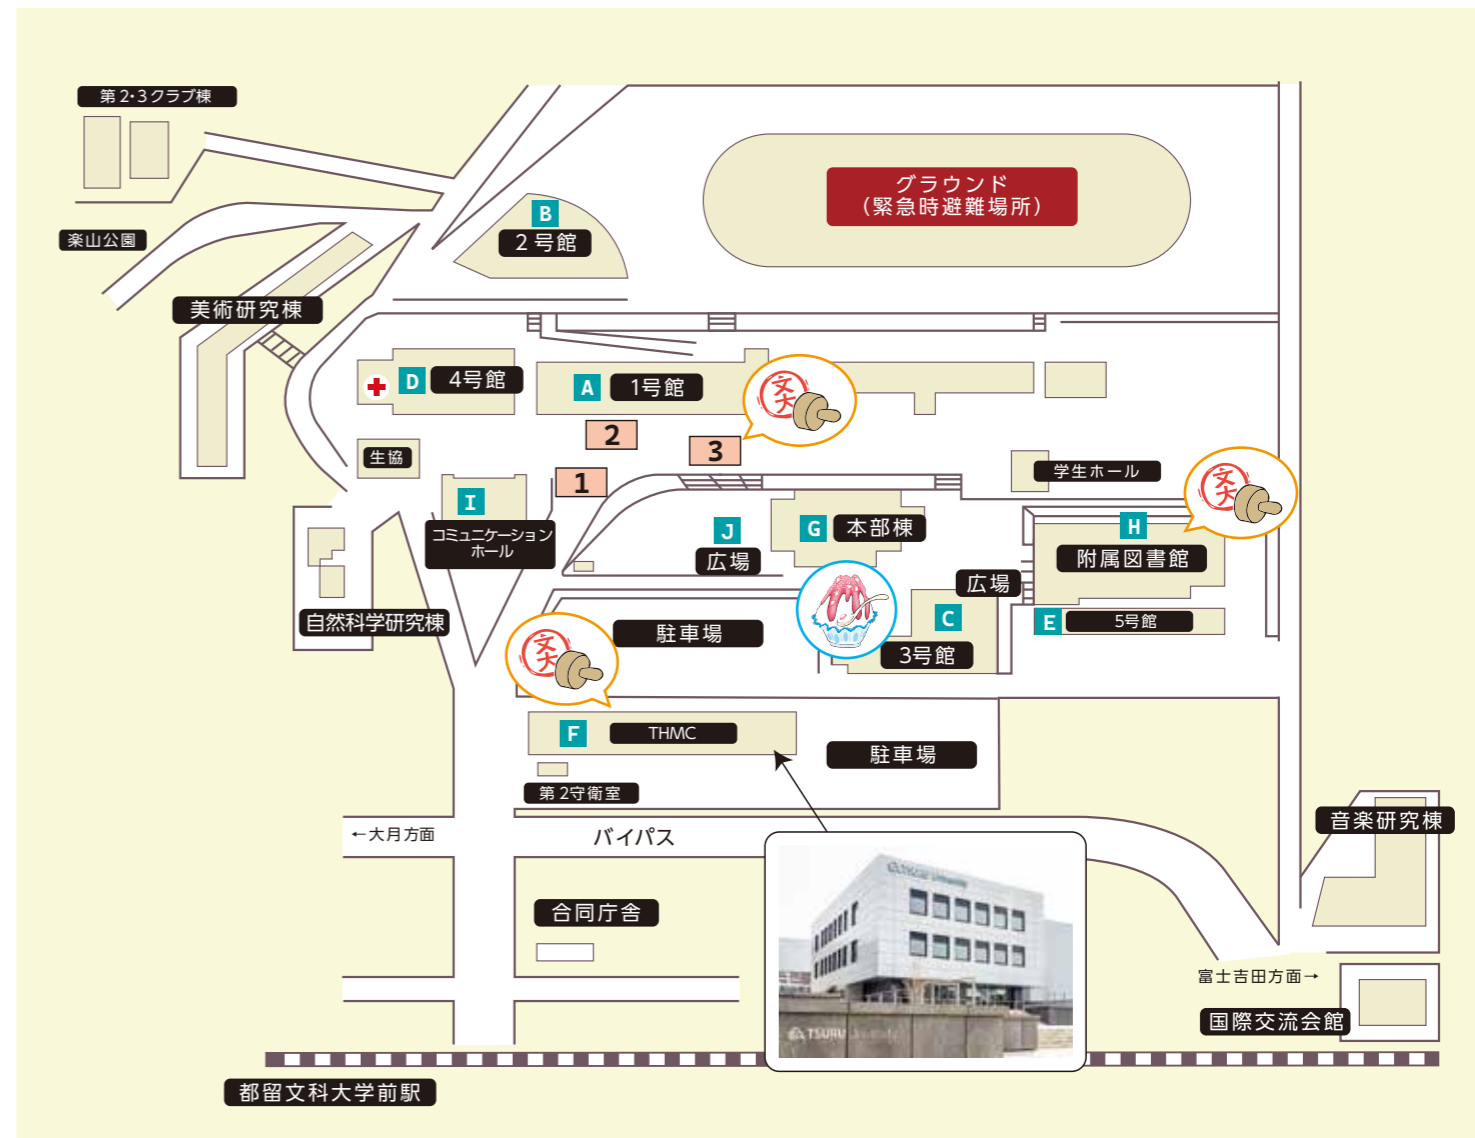 第2・3クラブ棟
グラウンド
（緊急時避難場所）
B
2号館
楽山公園
美術研究棟
D
4号館
A
1号館
文大
2
3
生協
1
学生ホール
文大
I
コミュニケーション
ホール
J
広場
G
本部棟
H
附属図書館
広場
自然科学研究棟
文大
駐車場
C
3号館
E
5号館
F
THMC
駐車場
第2守衛室
←大月方面
バイパス
音楽研究棟
合同庁舎
富士吉田方面→
国際交流会館
TSURU
都留文科大学前駅